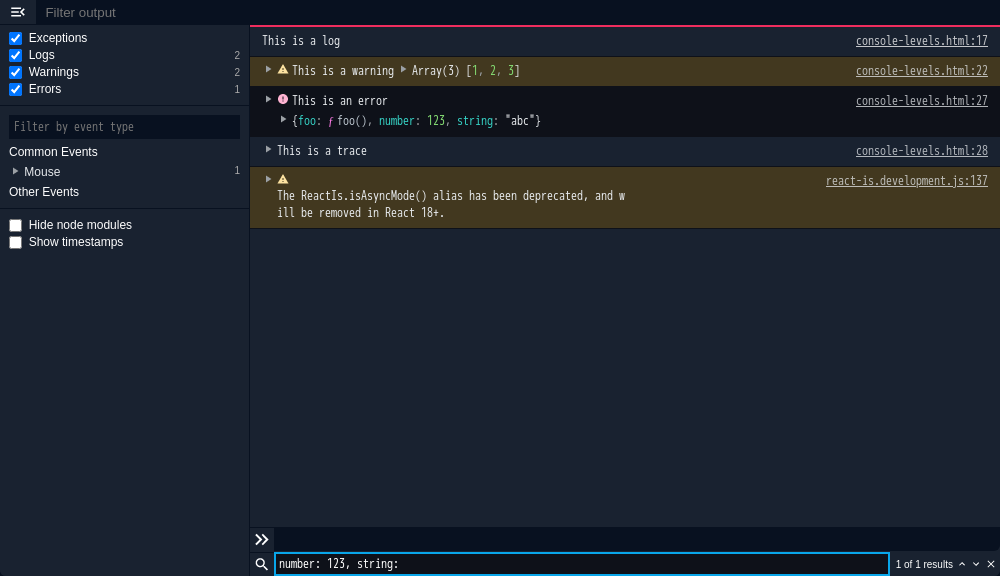 Filter output
Exceptions
Logs 2
Warnings 2
Errors 1
Filter by event type
Common Events
Mouse 1
Other Events
Hide node modules
Show timestamps
This is a log console-levels.html:17
This is a warning Array(3) [1, 2, 3] console-levels.html:22
This is an error console-levels.html:27
{foo: ƒ foo(), number: 123, string: "abc"}
This is a trace console-levels.html:28
react-is.development.js:137
The ReactIs.isAsyncMode() alias has been deprecated, and w
ill be removed in React 18+.
number: 123, string: 1 of 1 results